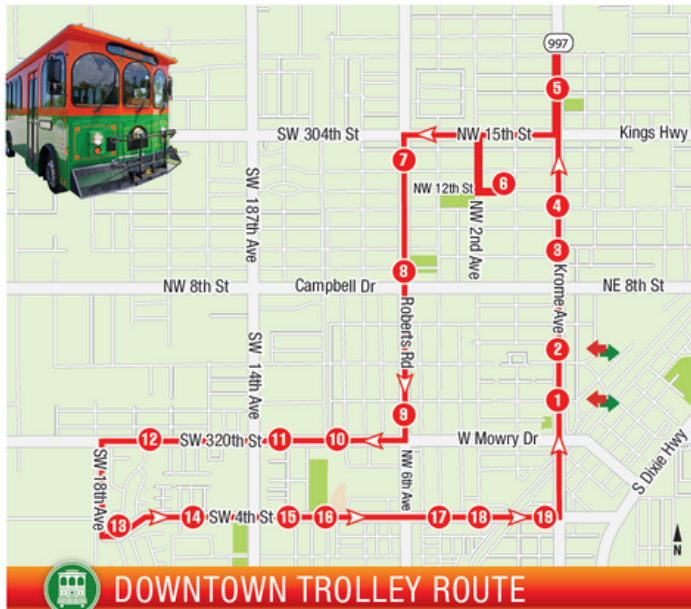 997
5
SW 304th St
NW 15th St
Kings Hwy
7
NW 12th St
6
SW 187th Ave
NW 2nd Ave
4
3
Krome Ave
8
NW 8th St
Campbell Dr
NE 8th St
Roberts Rd
2
SW 14th Ave
1
9
12
SW 320th St
11
10
W Mowry Dr
S Dixie Hwy
SW 18th Ave
NW 6th Ave
13
14
SW 4th St
15
16
17
18
19
N
DOWNTOWN TROLLEY ROUTE